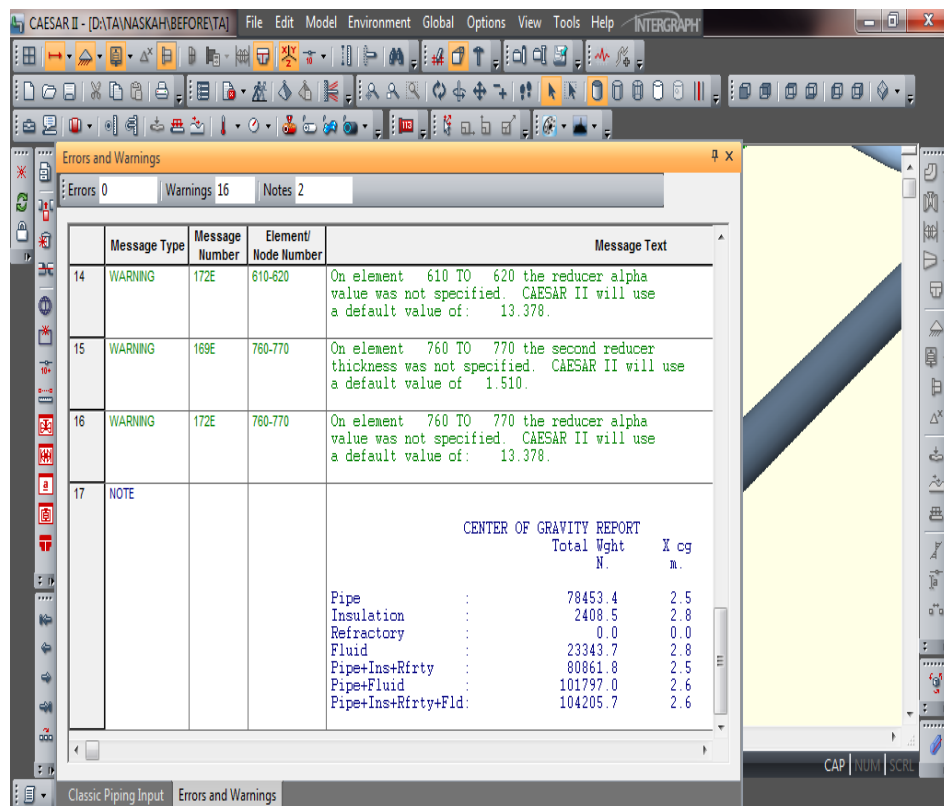 CAESAR II - [D:\TA\NASKAH\BEFORE\TA] File Edit Model Environment Global Options View Tools Help INTERGRAPH
Errors and Warnings
Errors 0 Warnings 16 Notes 2
Message Type Message Number Element/ Node Number Message Text
14 WARNING 172E 610-620 On element 610 TO 620 the reducer alpha
value was not specified. CAESAR II will use
a default value of: 13.378.
15 WARNING 169E 760-770 On element 760 TO 770 the second reducer
thickness was not specified. CAESAR II will use
a default value of 1.510.
16 WARNING 172E 760-770 On element 760 TO 770 the reducer alpha
value was not specified. CAESAR II will use
a default value of: 13.378.
17 NOTE
CENTER OF GRAVITY REPORT
Total Wght X cg
N. m.
Pipe : 78453.4 2.5
Insulation : 2408.5 2.8
Refractory : 0.0 0.0
Fluid : 23343.7 2.8
Pipe+Ins+Rfrty : 80861.8 2.5
Pipe+Fluid : 101797.0 2.6
Pipe+Ins+Rfrty+Fld: 104205.7 2.6
CAP NUM SCRL
Classic Piping Input Errors and Warnings